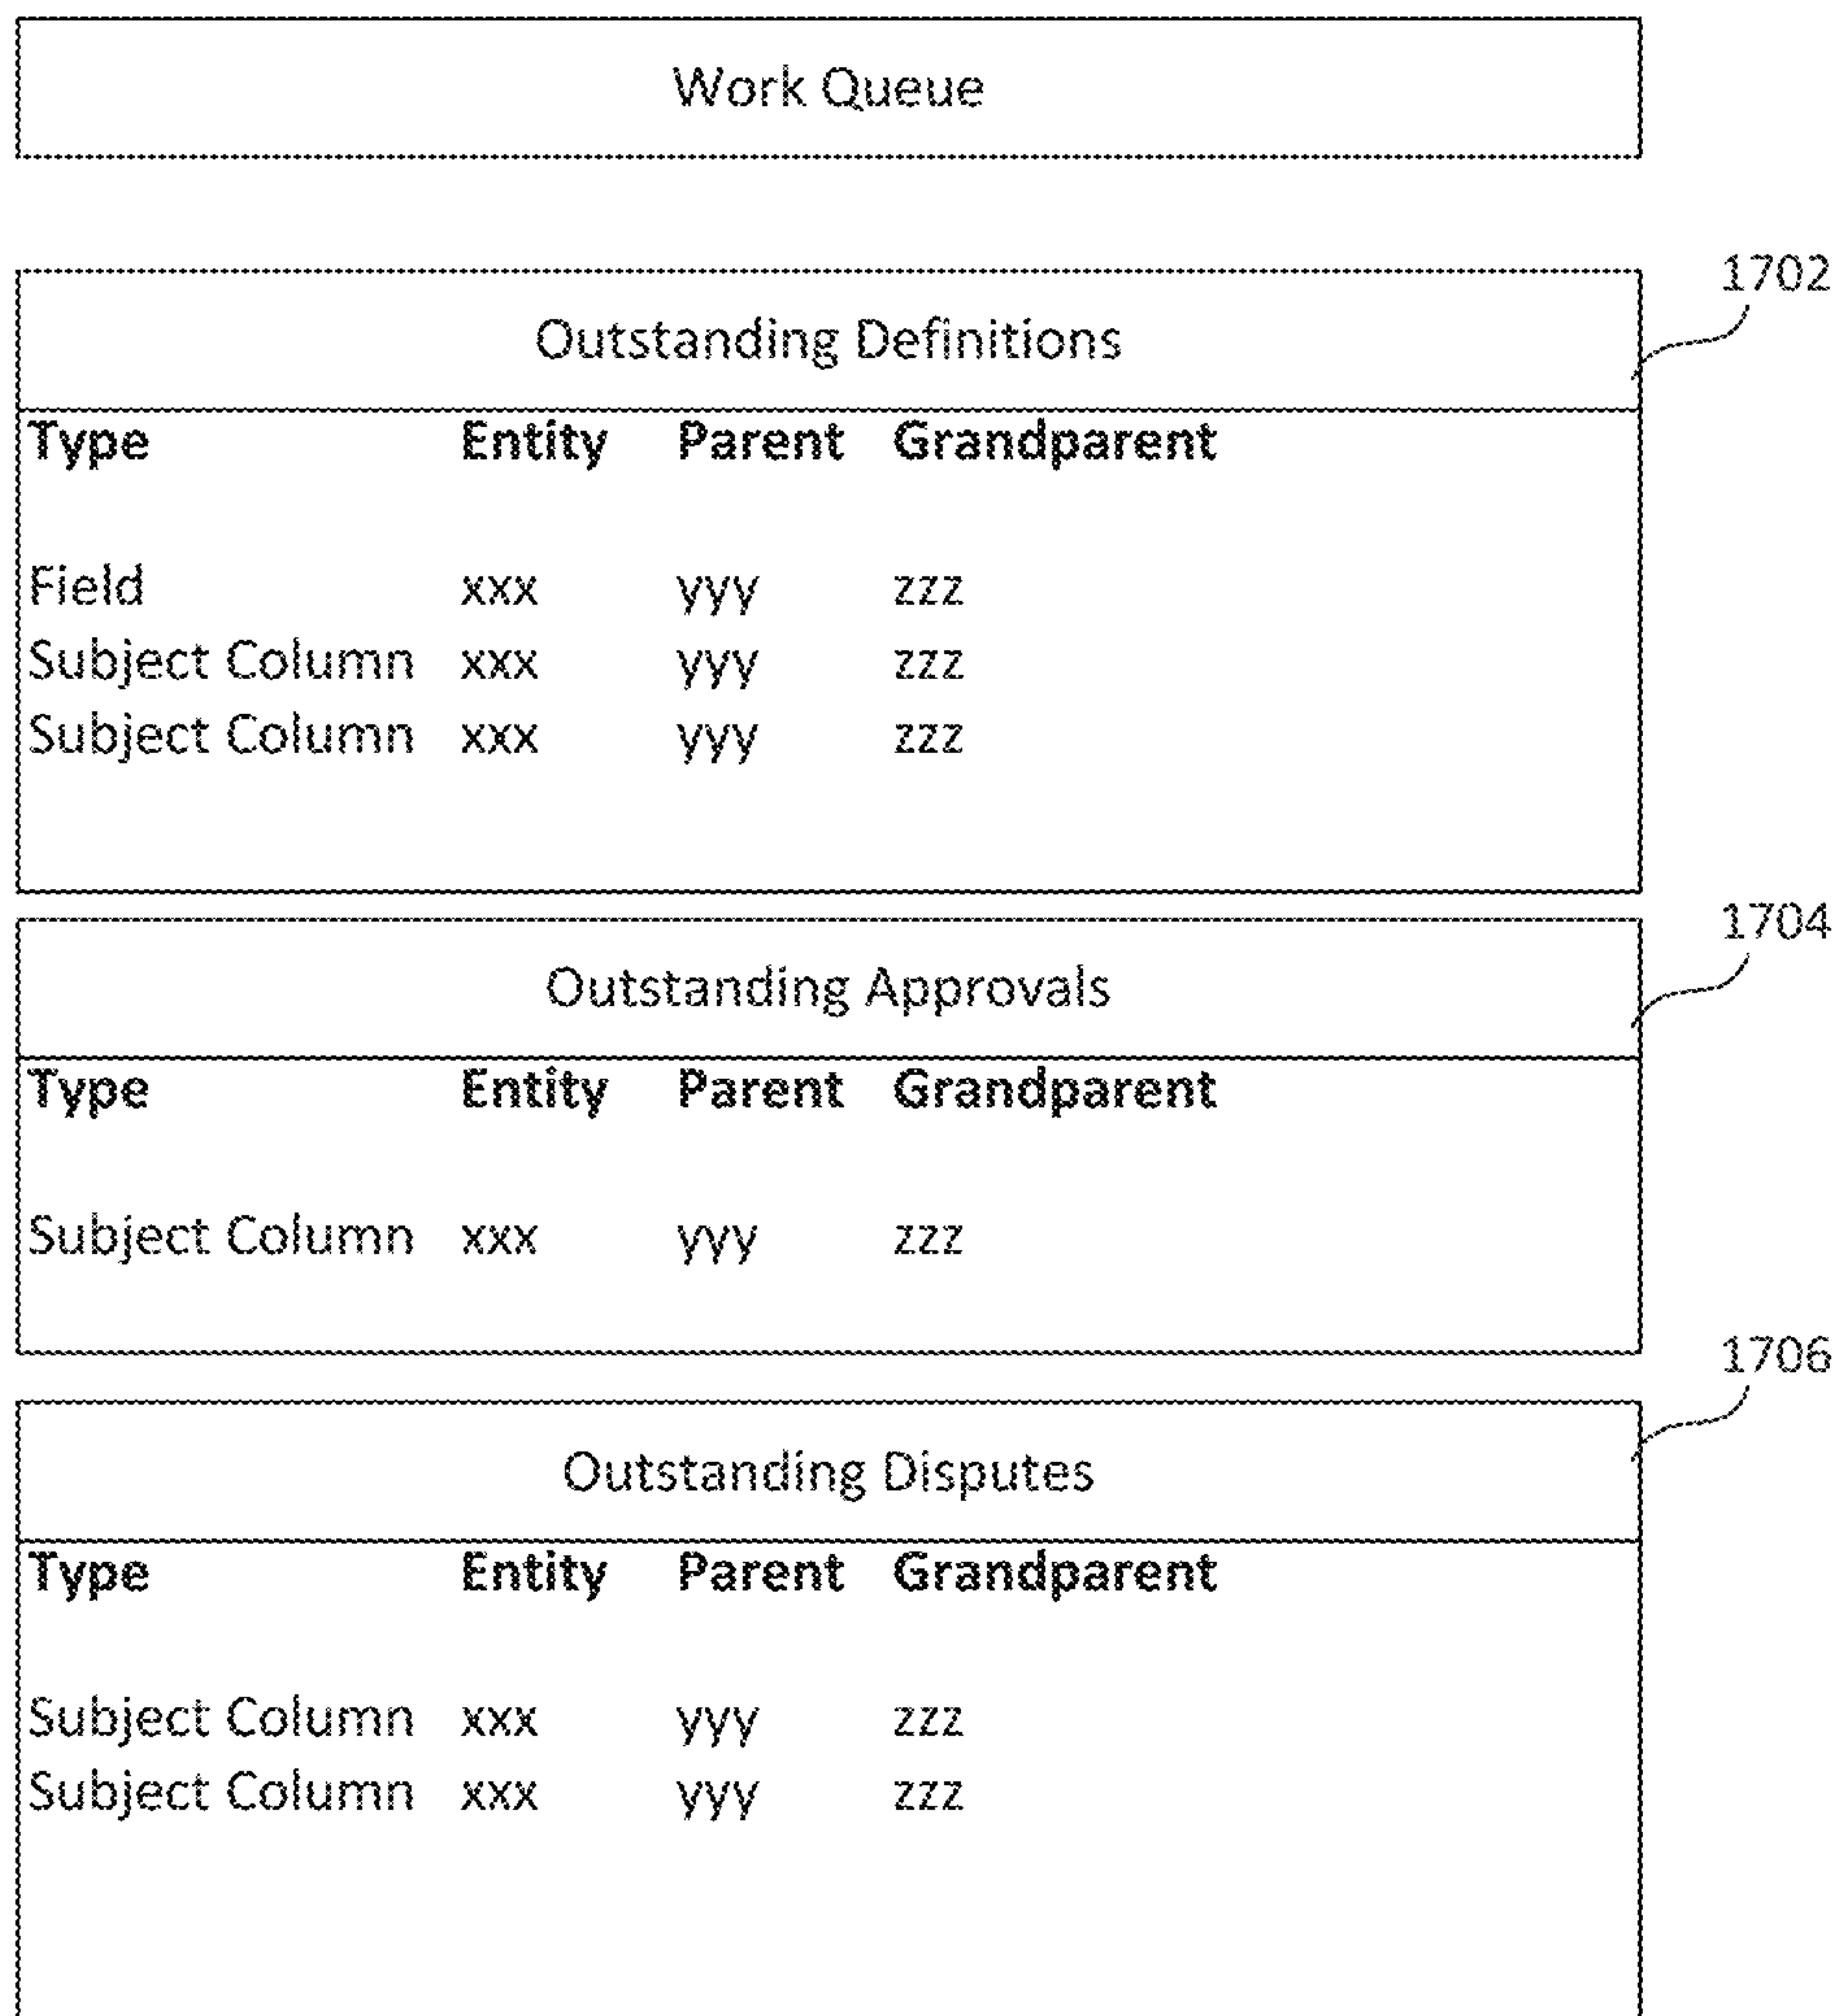 Work Queue
1702
Outstanding Definitions
Type Entity Parent Grandparent
Field xxx yyy zzz
Subject Column xxx yyy zzz
Subject Column xxx yyy zzz
1704
Outstanding Approvals
Type Entity Parent Grandparent
Subject Column xxx yyy zzz
1706
Outstanding Disputes
Type Entity Parent Grandparent
Subject Column xxx yyy zzz
Subject Column xxx yyy zzz